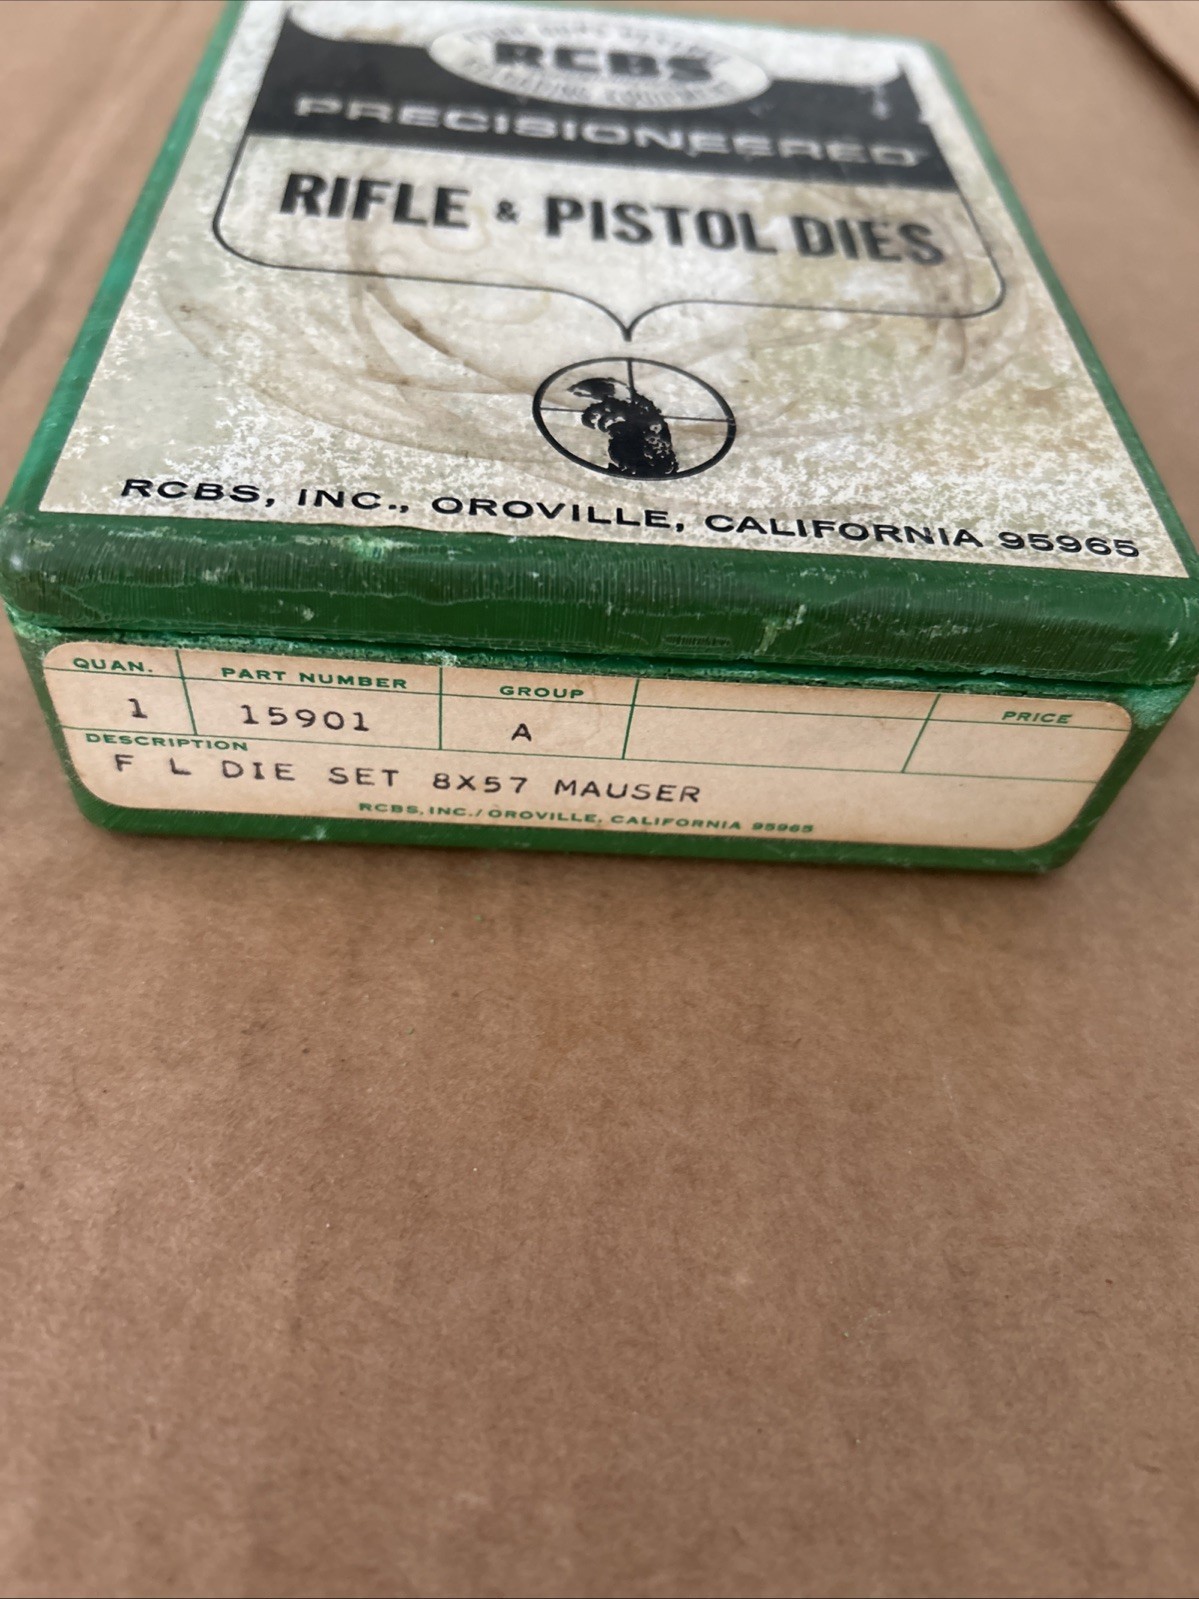 RCBS
PRECISIONEERED
RIFLE & PISTOL DIES
RCBS, INC., OROVILLE, CALIFORNIA 95965
QUAN. PART NUMBER GROUP PRICE
1 15901 A
DESCRIPTION
F L DIE SET 8X57 MAUSER
RCBS, INC./OROVILLE, CALIFORNIA 95965